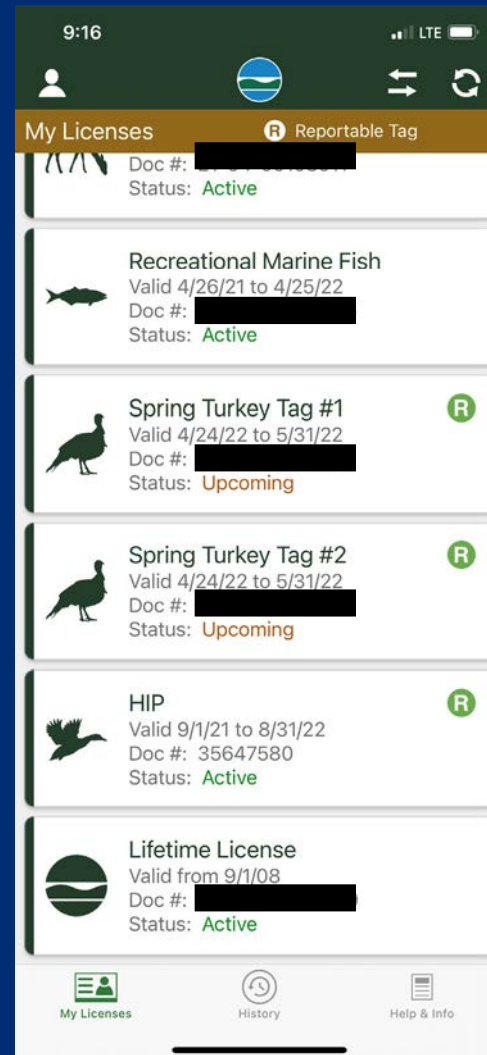 9:16
LTE
My Licenses
R Reportable Tag
Doc #:
Status: Active
Recreational Marine Fish
Valid 4/26/21 to 4/25/22
Doc #:
Status: Active
Spring Turkey Tag #1
R
Valid 4/24/22 to 5/31/22
Doc #:
Status: Upcoming
Spring Turkey Tag #2
R
Valid 4/24/22 to 5/31/22
Doc #:
Status: Upcoming
HIP
R
Valid 9/1/21 to 8/31/22
Doc #: 35647580
Status: Active
Lifetime License
Valid from 9/1/08
Doc #:
Status: Active
My Licenses
History
Help & Info